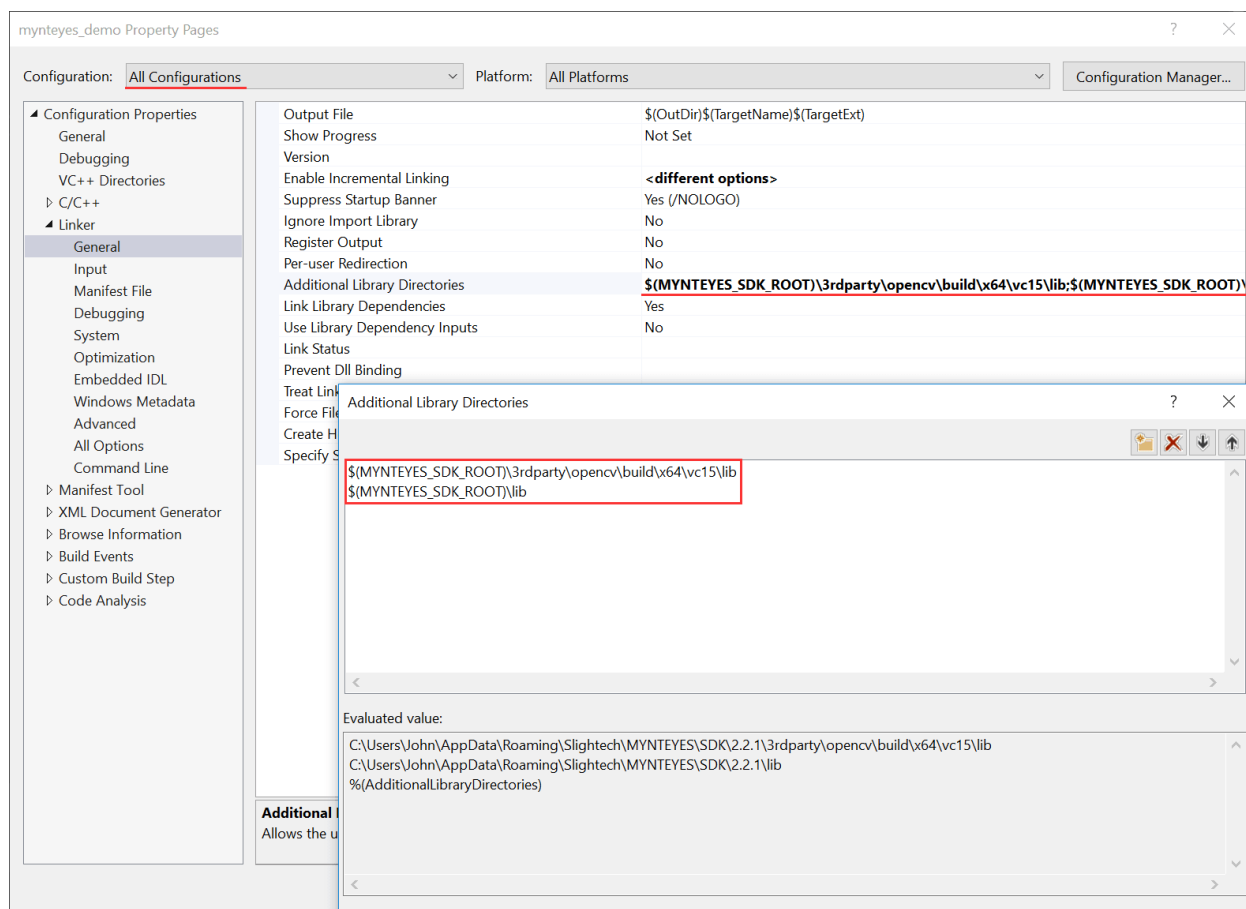 mynteyes_demo Property Pages
Configuration: All Configurations Platform: All Platforms Configuration Manager...
Configuration Properties
General
Debugging
VC++ Directories
C/C++
Linker
General
Input
Manifest File
Debugging
System
Optimization
Embedded IDL
Windows Metadata
Advanced
All Options
Command Line
Manifest Tool
XML Document Generator
Browse Information
Build Events
Custom Build Step
Code Analysis
Output File $(OutDir)$(TargetName)$(TargetExt)
Show Progress Not Set
Version
Enable Incremental Linking <different options>
Suppress Startup Banner Yes (/NOLOGO)
Ignore Import Library No
Register Output No
Per-user Redirection No
Additional Library Directories $(MYNTEYES_SDK_ROOT)\3rdparty\opencv\build\x64\vc15\lib;$(MYNTEYES_SDK_ROOT)\
Link Library Dependencies Yes
Use Library Dependency Inputs No
Link Status
Prevent Dll Binding
Treat Link
Force File
Create H
Specify S
Additional Library Directories
?
$(MYNTEYES_SDK_ROOT)\3rdparty\opencv\build\x64\vc15\lib
$(MYNTEYES_SDK_ROOT)\lib
Evaluated value:
C:\Users\John\AppData\Roaming\Slightech\MYNTEYES\SDK\2.2.1\3rdparty\opencv\build\x64\vc15\lib
C:\Users\John\AppData\Roaming\Slightech\MYNTEYES\SDK\2.2.1\lib
%(AdditionalLibraryDirectories)
Additional
Allows the u